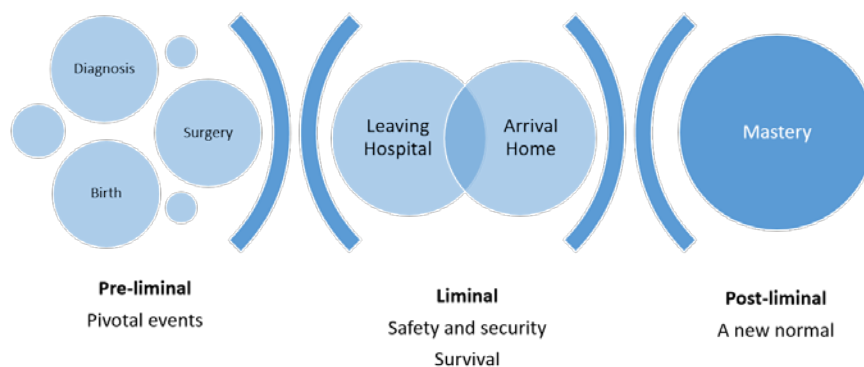 Diagnosis
Surgery
Birth
Leaving
Hospital
Arrival
Home
Mastery
Pre-liminal
Pivotal events
Liminal
Safety and security
Survival
Post-liminal
A new normal